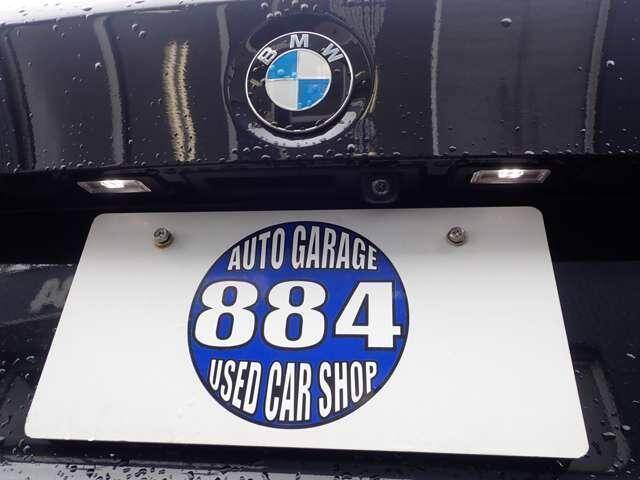 BMW
AUTO GARAGE
884
USED CAR SHOP